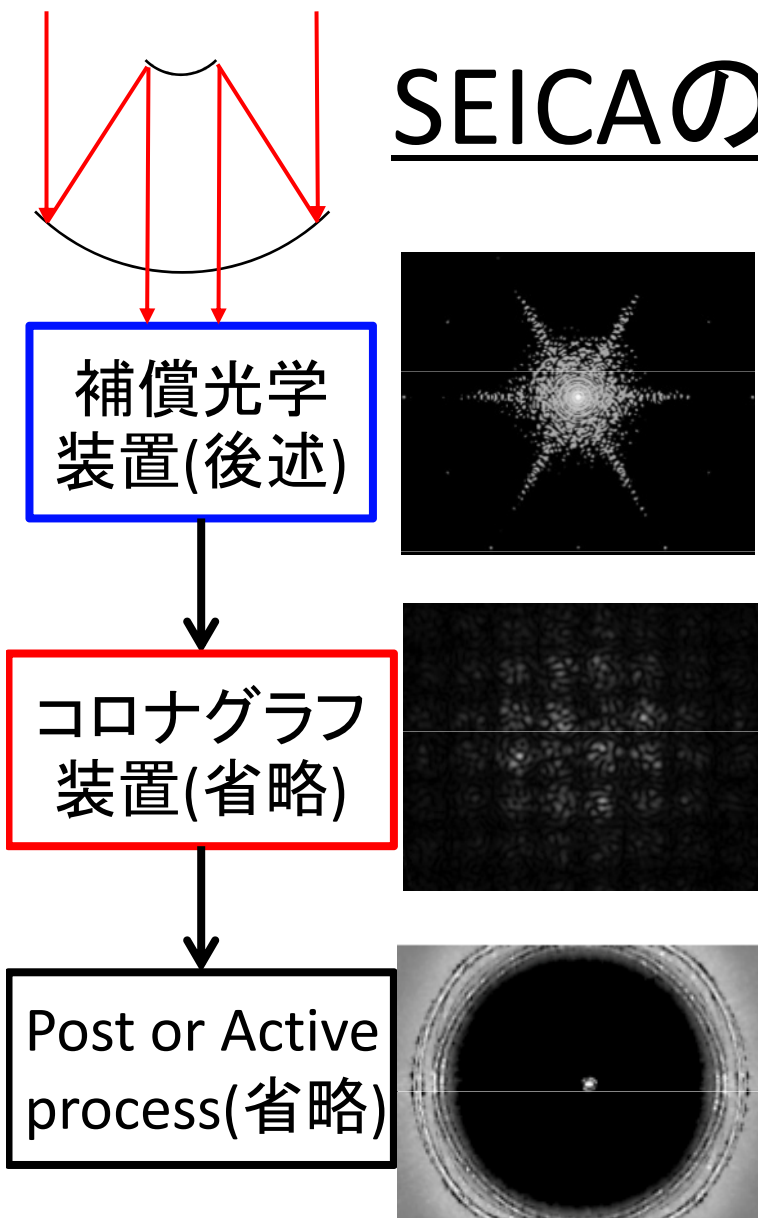 SEICAの
補償光学
装置(後述)
コロナグラフ
装置(省略)
Post or Active
process(省略)